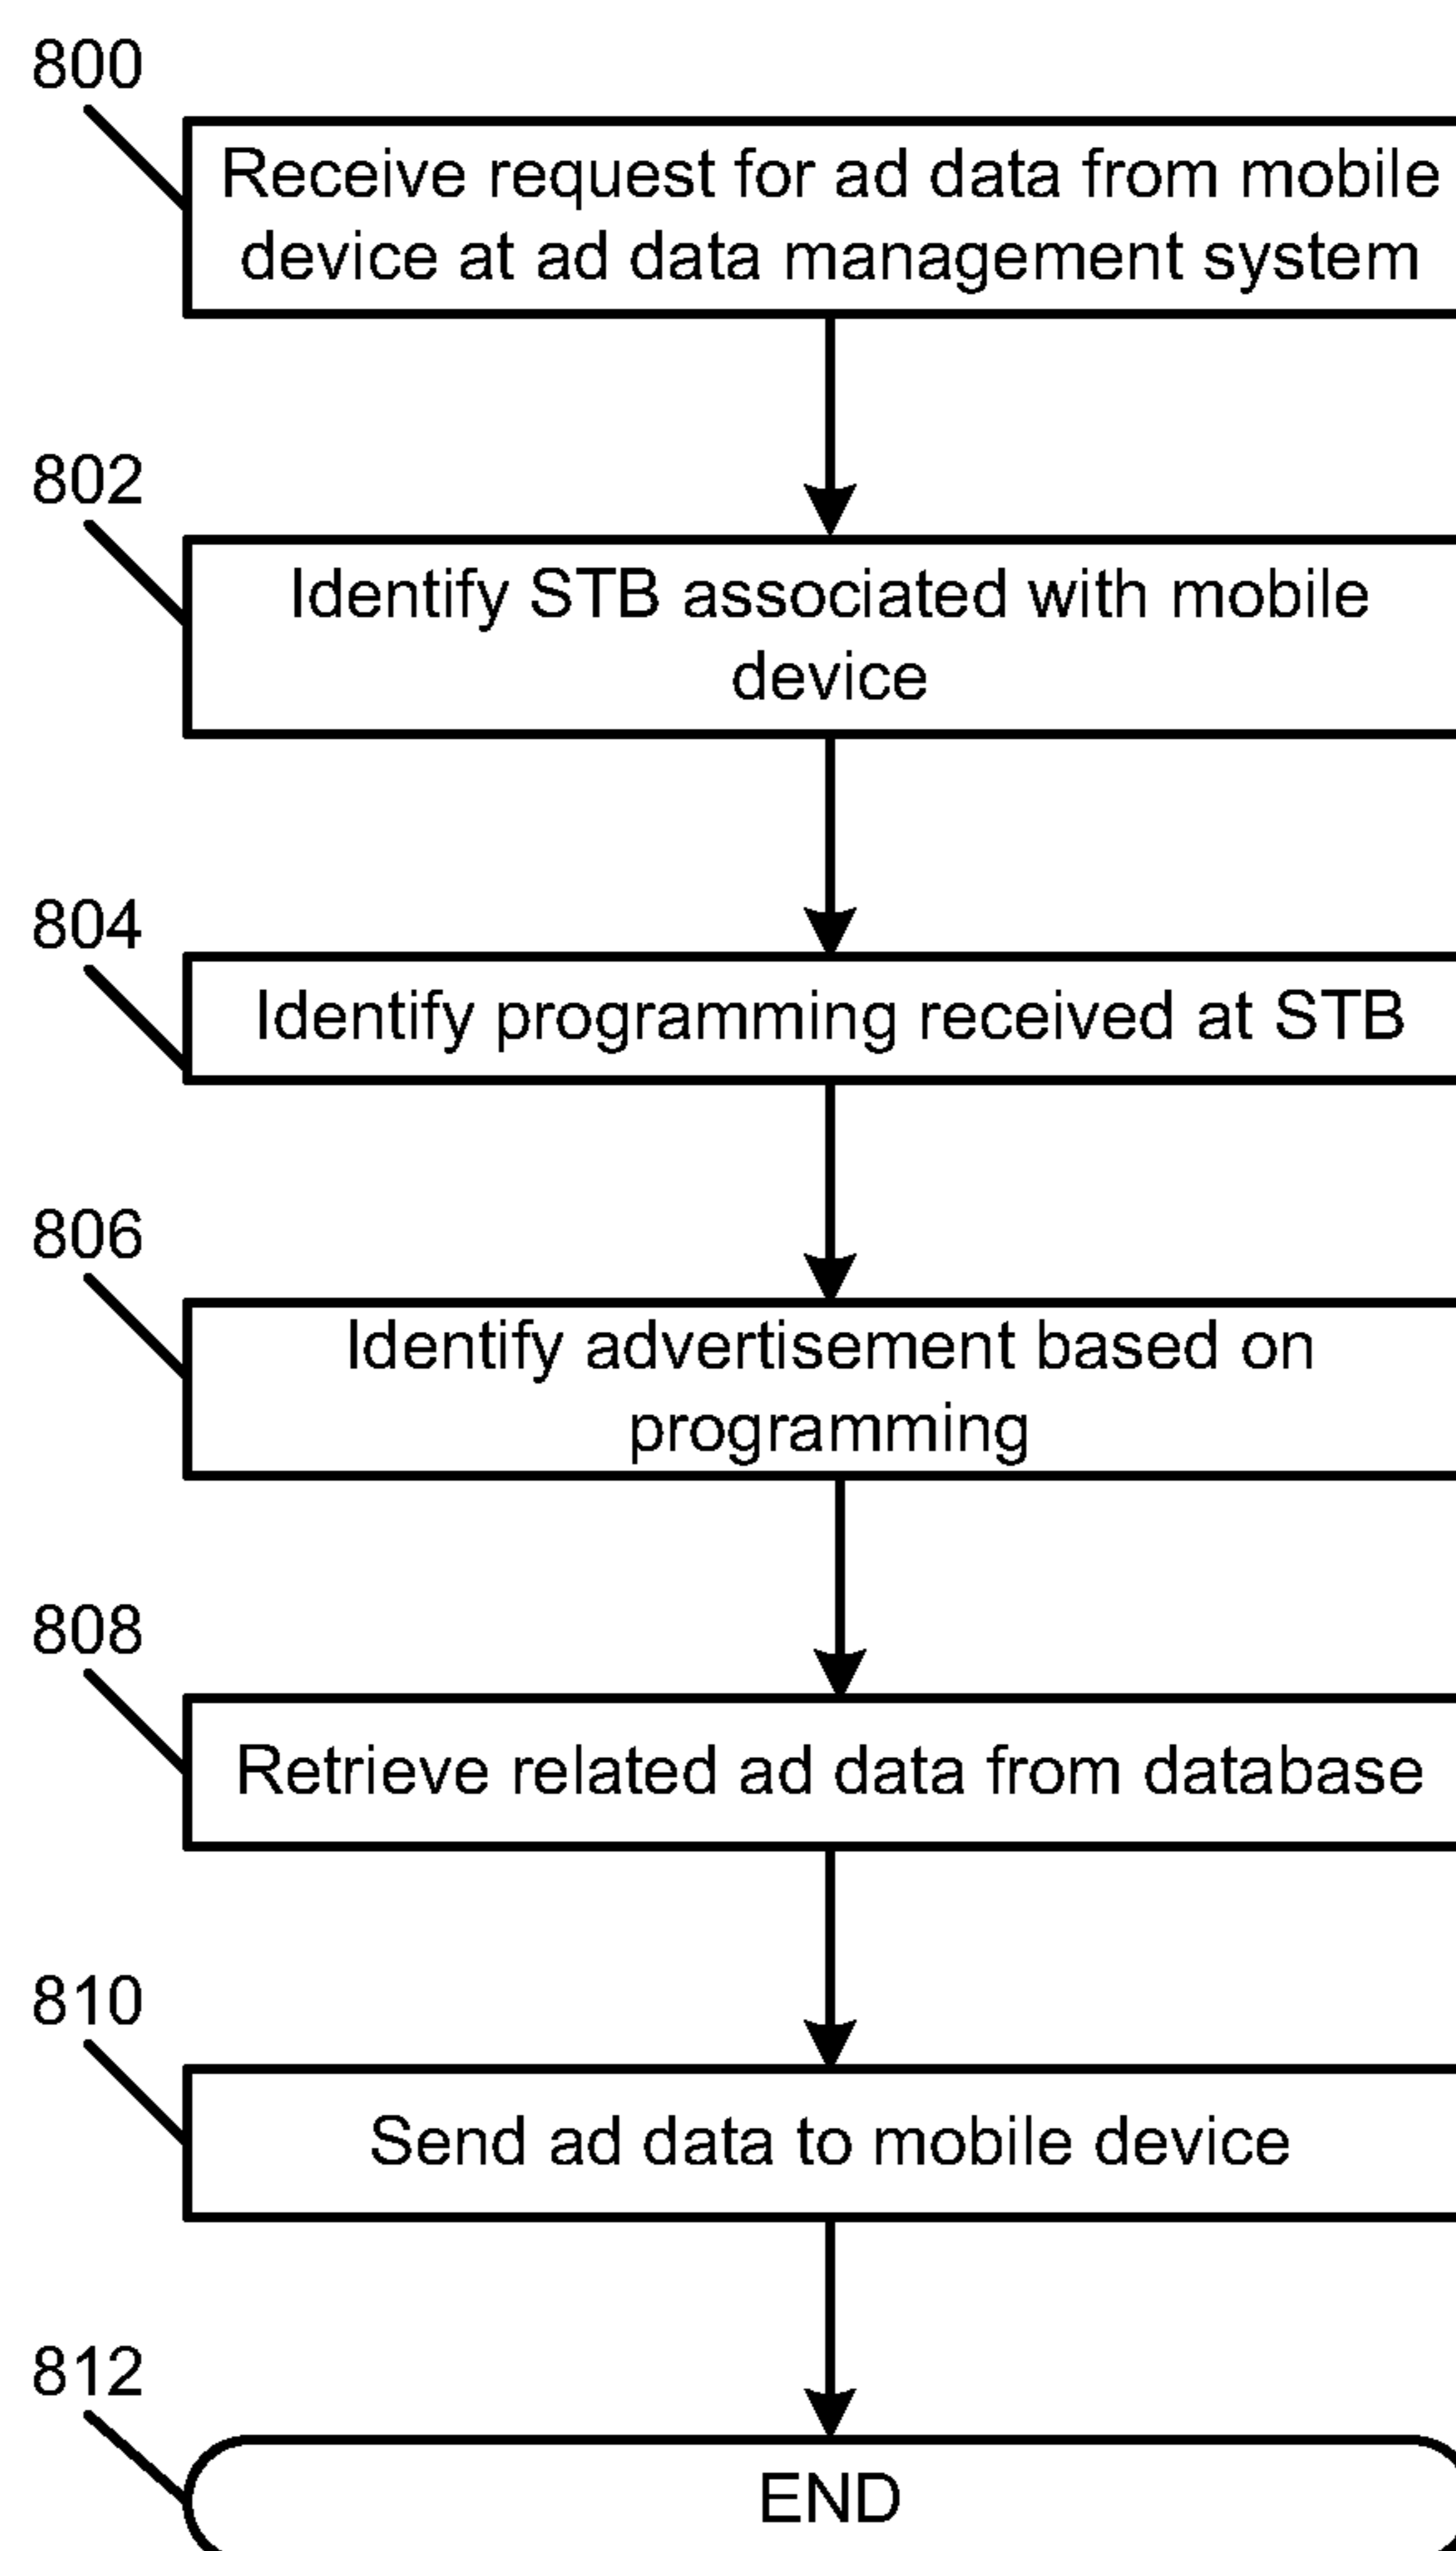 800
Receive request for ad data from mobile
device at ad data management system
802
Identify STB associated with mobile
device
804
Identify programming received at STB
806
Identify advertisement based on
programming
808
Retrieve related ad data from database
810
Send ad data to mobile device
812
END